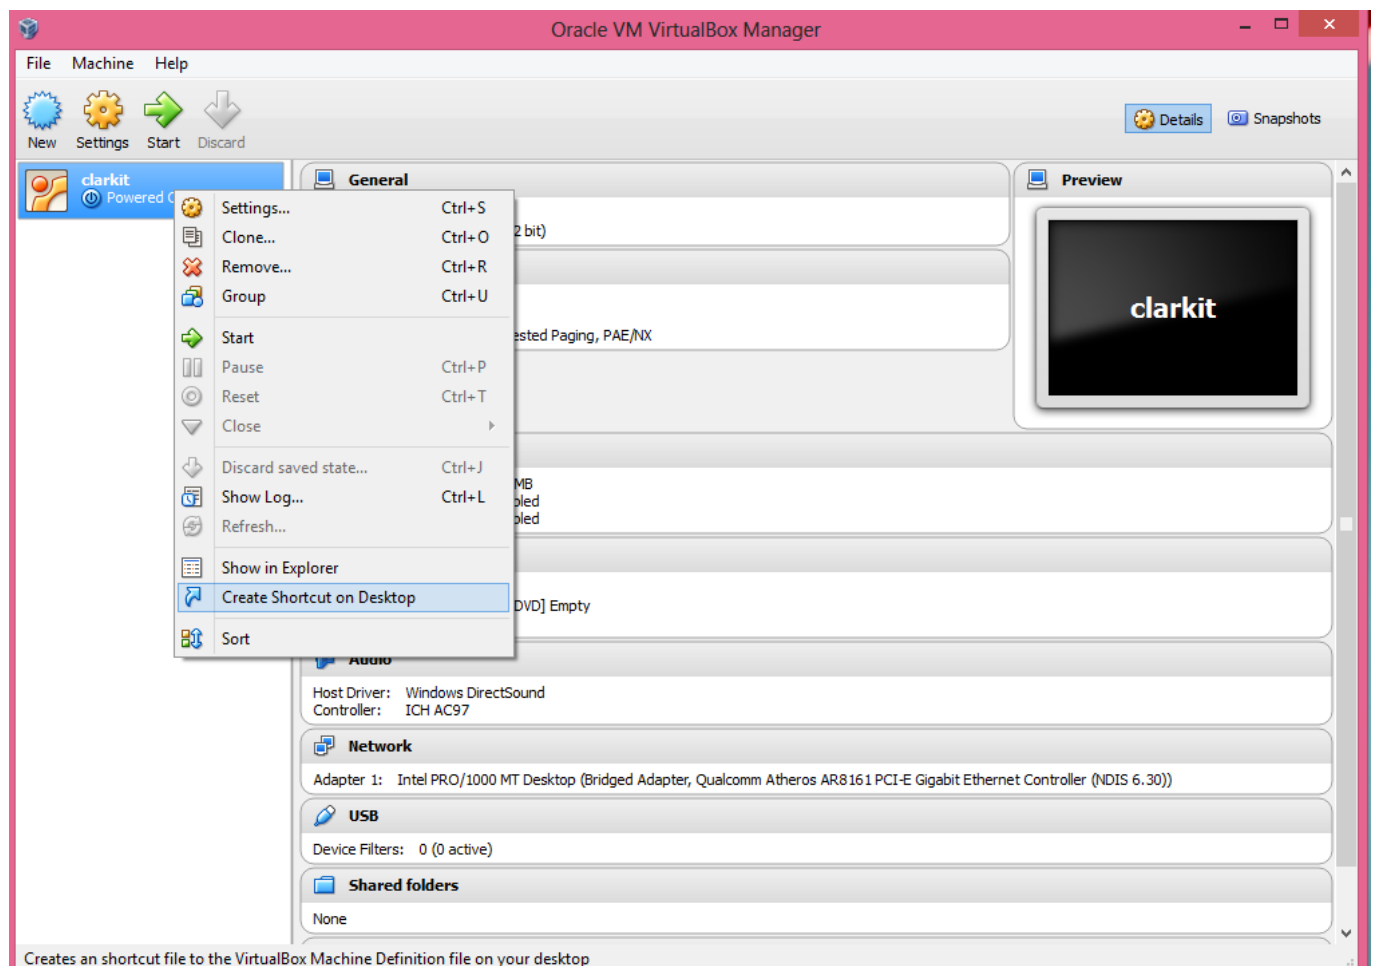 Oracle VM VirtualBox Manager
File Machine Help
New Settings Start Discard
Details Snapshots
clarkit
Powered
General
Preview
2 bit)
clarkit
ested Paging, PAE/NX
Settings... Ctrl+S
Clone... Ctrl+O
Remove... Ctrl+R
Group Ctrl+U
Start
Pause Ctrl+P
Reset Ctrl+T
Close
Discard saved state... Ctrl+J
Show Log... Ctrl+L
Refresh...
Show in Explorer
Create Shortcut on Desktop
Sort
MB
bled
bled
DVD] Empty
Audio
Host Driver: Windows DirectSound
Controller: ICH AC97
Network
Adapter 1: Intel PRO/1000 MT Desktop (Bridged Adapter, Qualcomm Atheros AR8161 PCI-E Gigabit Ethernet Controller (NDIS 6.30))
USB
Device Filters: 0 (0 active)
Shared folders
None
Creates an shortcut file to the VirtualBox Machine Definition file on your desktop